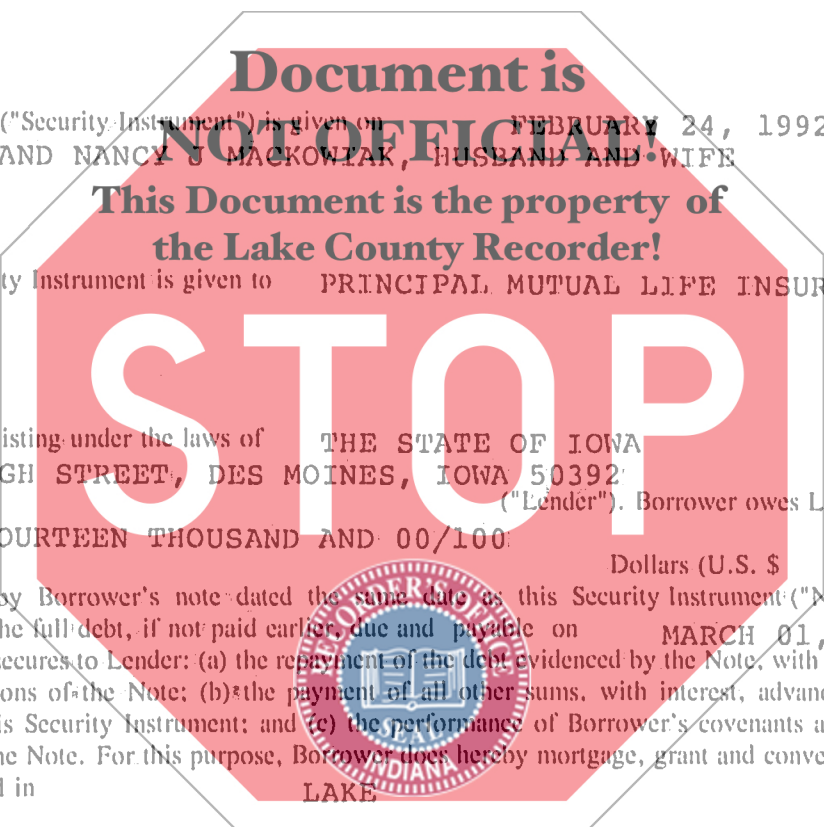 Document is
("Security Instrument") is given on FEBRUARY 24, 1992
NOT OFFICIAL!
AND NANCY J MACKOWIAK, HUSBAND AND WIFE
This Document is the property of
the Lake County Recorder!
ty Instrument is given to PRINCIPAL MUTUAL LIFE INSUR
STOP
isting under the laws of THE STATE OF IOWA
GH STREET, DES MOINES, IOWA 50392
("Lender"). Borrower owes L
OURTEEN THOUSAND AND 00/100
Dollars (U.S. $
by Borrower's note dated the same date as this Security Instrument ("N
he full debt, if not paid earlier, due and payable on MARCH 01,
secures to Lender: (a) the repayment of the debt evidenced by the Note, with
ons of the Note; (b) the payment of all other sums, with interest, advanc
is Security Instrument; and (c) the performance of Borrower's covenants a
he Note. For this purpose, Borrower does hereby mortgage, grant and conve
d in LAKE
RECORDER'S OFFICE
SEAL
INDIANA